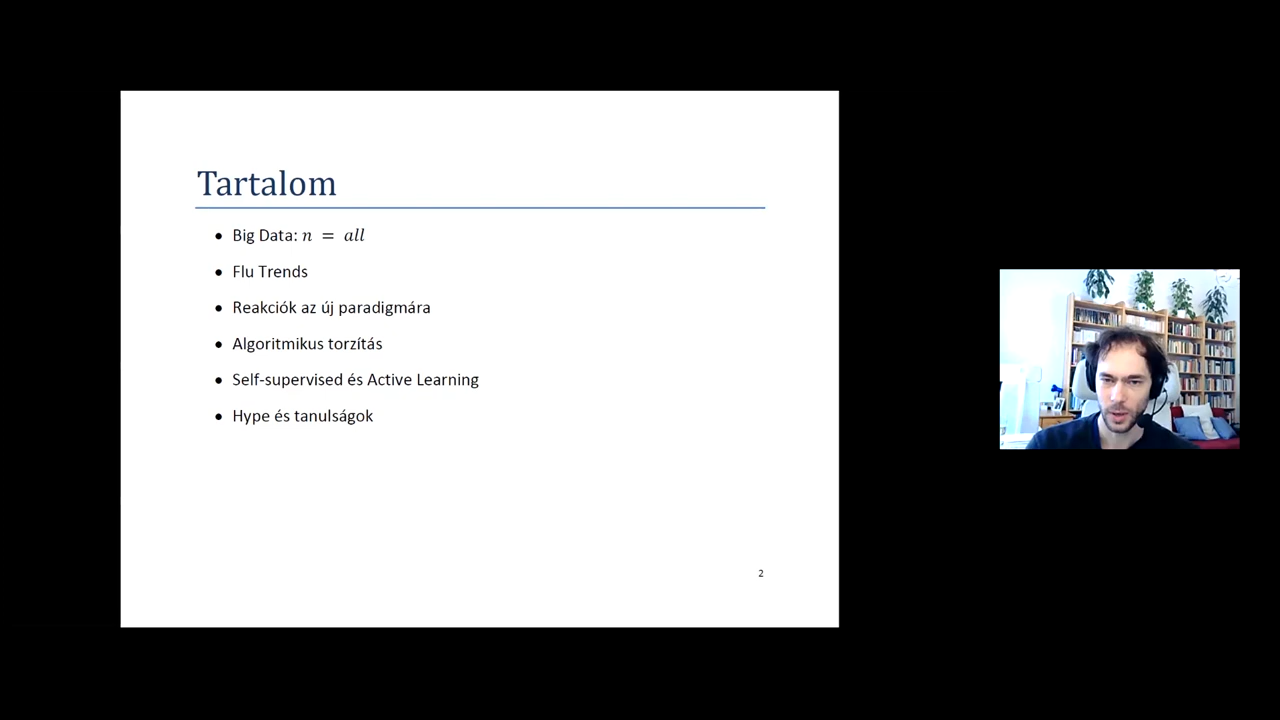 Tartalom
• Big Data: n = all
• Flu Trends
• Reakciók az új paradigmára
• Algoritmikus torzítás
• Self-supervised és Active Learning
• Hype és tanulságok
2